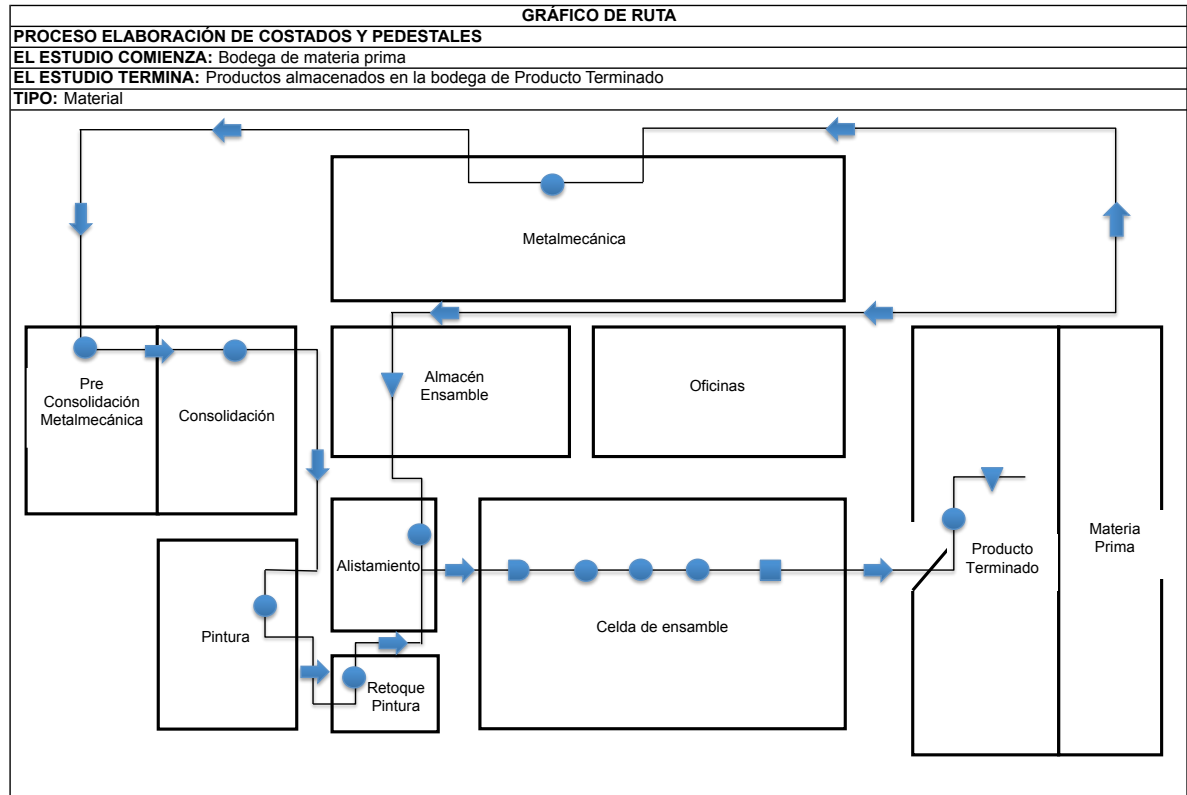 GRÁFICO DE RUTA
PROCESO ELABORACIÓN DE COSTADOS Y PEDESTALES
EL ESTUDIO COMIENZA: Bodega de materia prima
EL ESTUDIO TERMINA: Productos almacenados en la bodega de Producto Terminado
TIPO: Material
Metalmecánica
Pre
Consolidación
Metalmecánica
Consolidación
Almacén
Ensamble
Oficinas
Alistamiento
Celda de ensamble
Producto
Terminado
Materia
Prima
Pintura
Retoque
Pintura